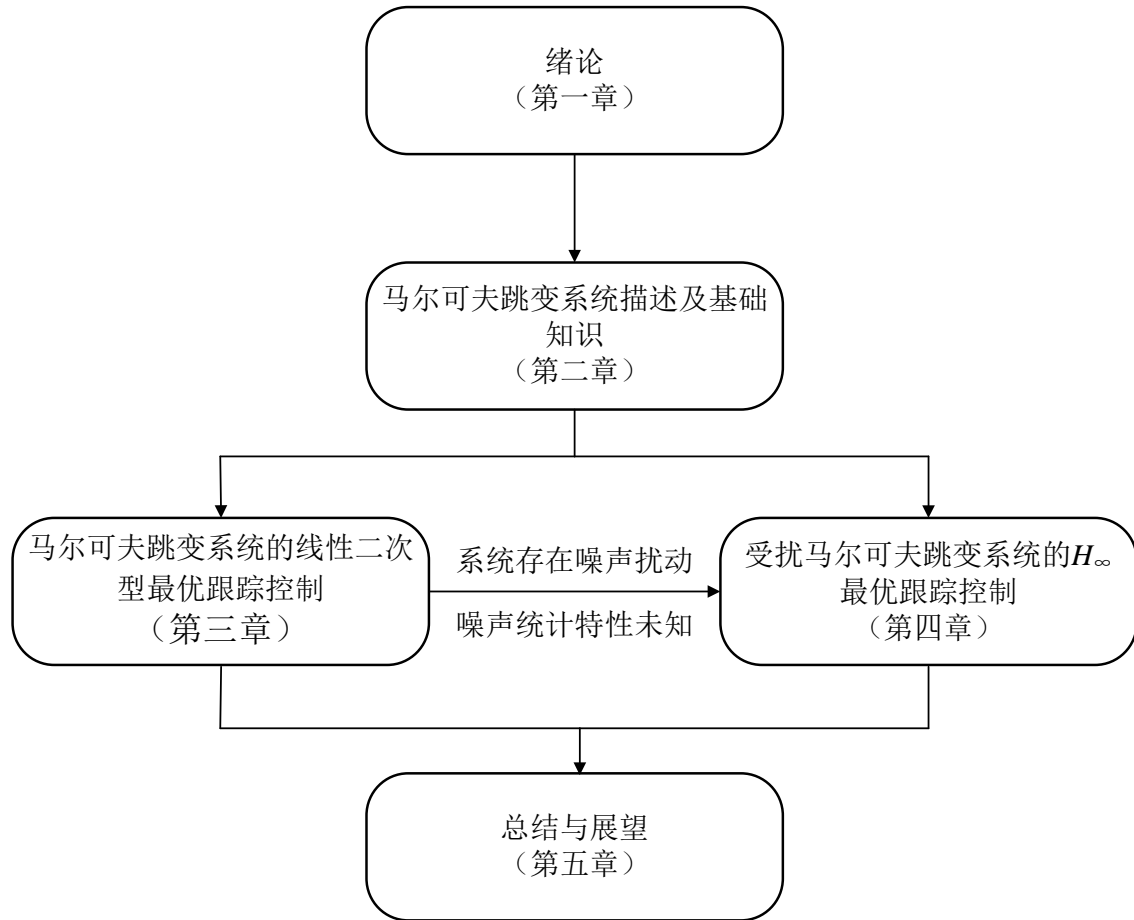 绪论
（第一章）
马尔可夫跳变系统描述及基础
知识
（第二章）
马尔可夫跳变系统的线性二次
型最优跟踪控制
（第三章）
系统存在噪声扰动
噪声统计特性未知
受扰马尔可夫跳变系统的H∞
最优跟踪控制
（第四章）
总结与展望
（第五章）